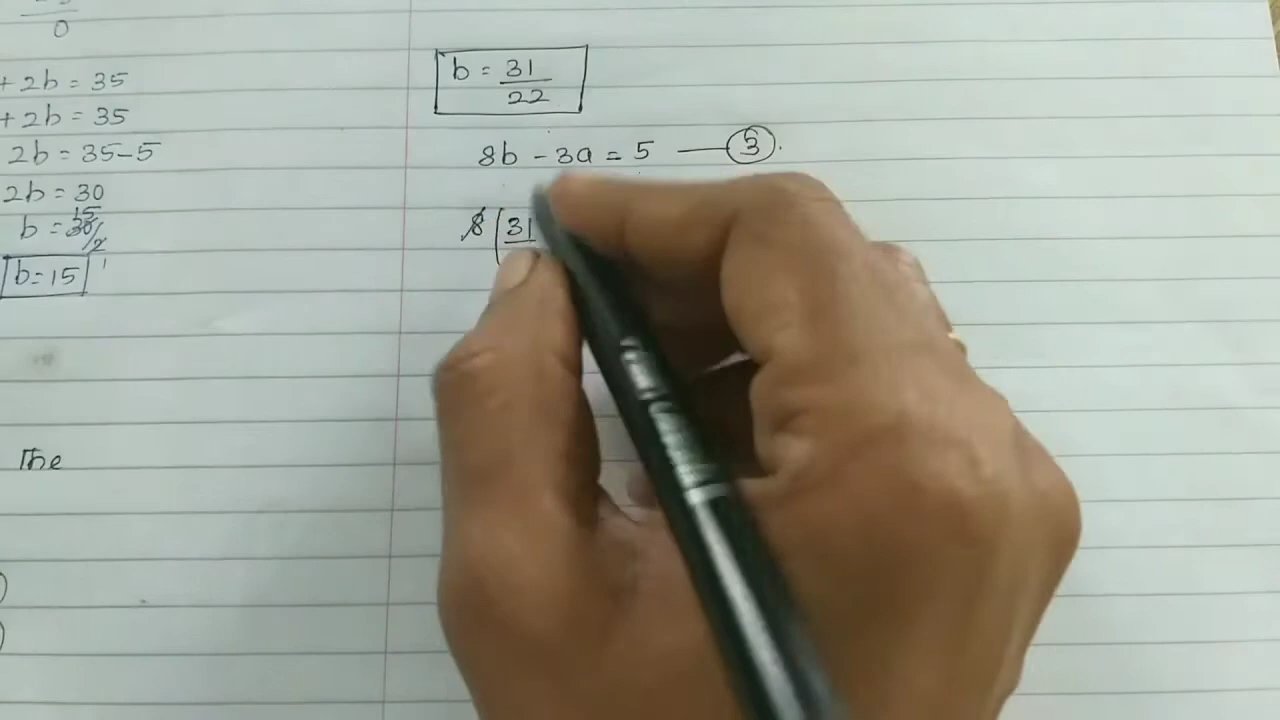 0
+ 2b = 35
+ 2b = 35
2b = 35-5
2b = 30
15
b = 30/2
b = 15
The
b = 31/22
8b - 3a = 5 — 3
8 (31